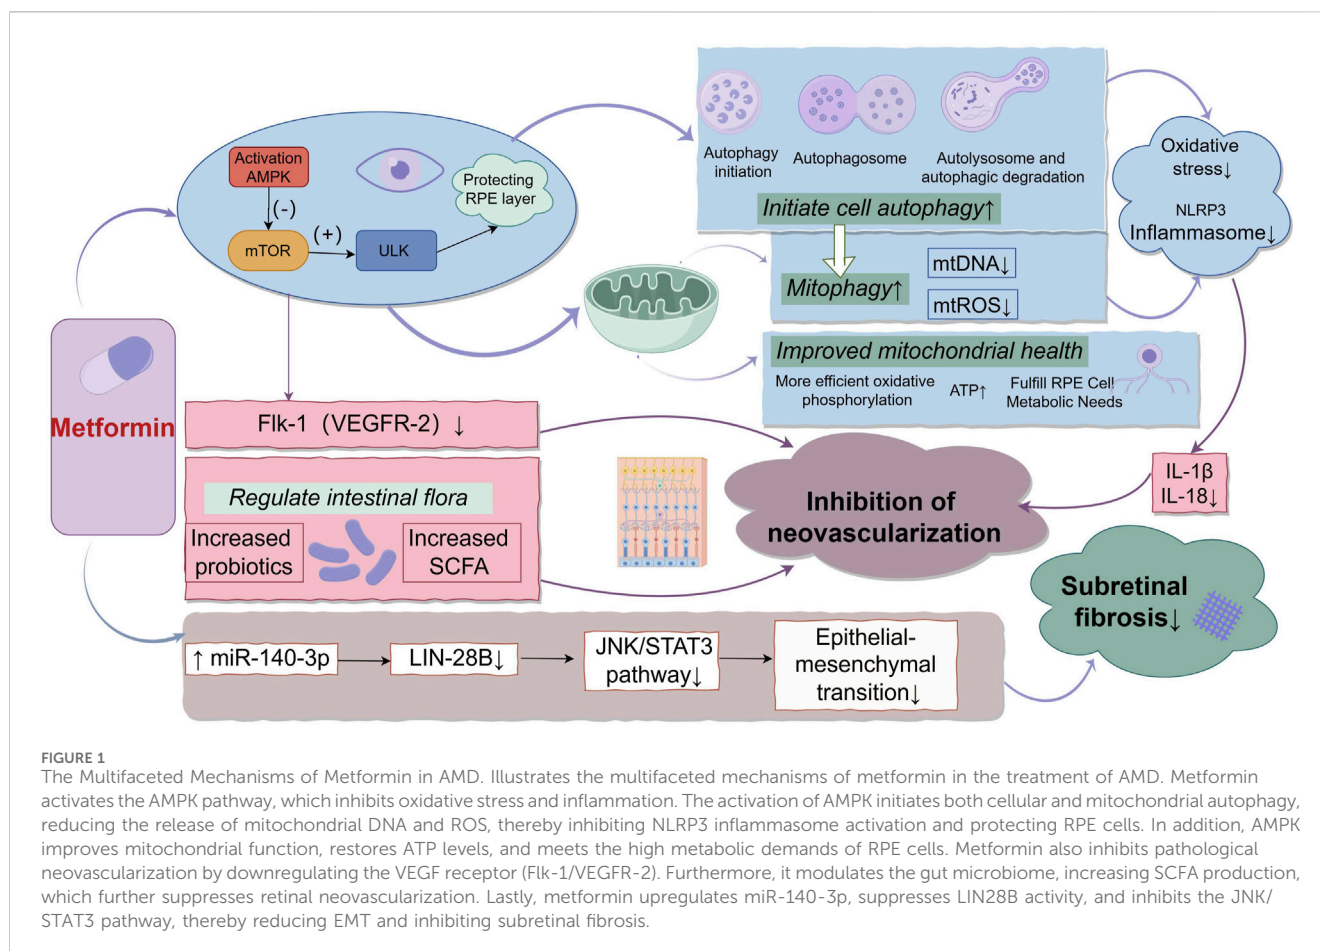 Activation
AMPK
(-)
mTOR
(+)
ULK
Protecting
RPE layer
Autophagy
initiation
Autophagosome
Autolysosome and
autophagic degradation
Initiate cell autophagy↑
Mitophagy↑
mtDNA↓
mtROS↓
Oxidative
stress↓
NLRP3
Inflammasome↓
Improved mitochondrial health
More efficient oxidative
phosphorylation
ATP↑
Fulfill RPE Cell
Metabolic Needs
Metformin
Flk-1 (VEGFR-2) ↓
Regulate intestinal flora
Increased
probiotics
Increased
SCFA
Inhibition of
neovascularization
IL-1β
IL-18↓
Subretinal
fibrosis↓
↑ miR-140-3p
LIN-28B↓
JNK/STAT3
pathway↓
Epithelial-
mesenchymal
transition↓
FIGURE 1
The Multifaceted Mechanisms of Metformin in AMD. Illustrates the multifaceted mechanisms of metformin in the treatment of AMD. Metformin
activates the AMPK pathway, which inhibits oxidative stress and inflammation. The activation of AMPK initiates both cellular and mitochondrial autophagy,
reducing the release of mitochondrial DNA and ROS, thereby inhibiting NLRP3 inflammasome activation and protecting RPE cells. In addition, AMPK
improves mitochondrial function, restores ATP levels, and meets the high metabolic demands of RPE cells. Metformin also inhibits pathological
neovascularization by downregulating the VEGF receptor (Flk-1/VEGFR-2). Furthermore, it modulates the gut microbiome, increasing SCFA production,
which further suppresses retinal neovascularization. Lastly, metformin upregulates miR-140-3p, suppresses LIN28B activity, and inhibits the JNK/
STAT3 pathway, thereby reducing EMT and inhibiting subretinal fibrosis.